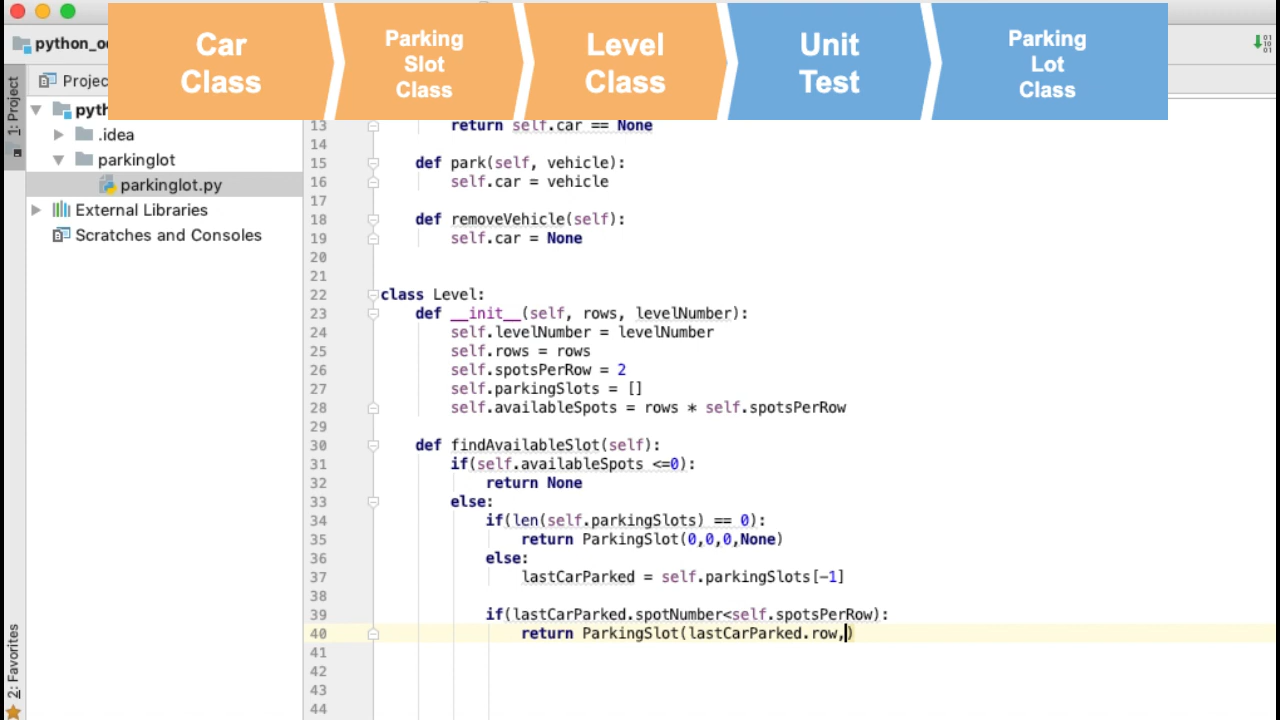 Car
Class
Parking
Slot
Class
Level
Class
Unit
Test
Parking
Lot
Class
1: Project
2: Favorites
.idea
parkinglot
parkinglot.py
External Libraries
Scratches and Consoles
13 return self.car == None
14
15 def park(self, vehicle):
16 self.car = vehicle
17
18 def removeVehicle(self):
19 self.car = None
20
21
22 class Level:
23 def __init__(self, rows, levelNumber):
24 self.levelNumber = levelNumber
25 self.rows = rows
26 self.spotsPerRow = 2
27 self.parkingSlots = []
28 self.availableSpots = rows * self.spotsPerRow
29
30 def findAvailableSlot(self):
31 if(self.availableSpots <=0):
32 return None
33 else:
34 if(len(self.parkingSlots) == 0):
35 return ParkingSlot(0,0,0,None)
36 else:
37 lastCarParked = self.parkingSlots[-1]
38
39 if(lastCarParked.spotNumber<self.spotsPerRow):
40 return ParkingSlot(lastCarParked.row,)
41
42
43
44